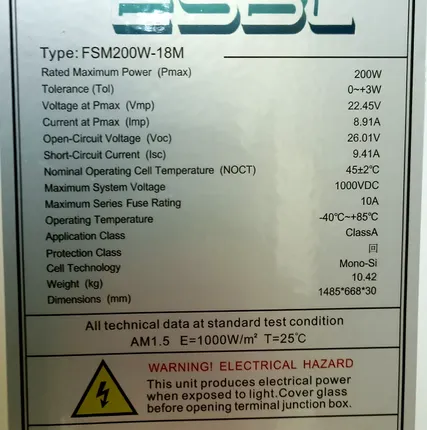 Type: FSM200W-18M
Rated Maximum Power (Pmax) 200W
Tolerance (Tol) 0~+3W
Voltage at Pmax (Vmp) 22.45V
Current at Pmax (Imp) 8.91A
Open-Circuit Voltage (Voc) 26.01V
Short-Circuit Current (Isc) 9.41A
Nominal Operating Cell Temperature (NOCT) 45±2℃
Maximum System Voltage 1000VDC
Maximum Series Fuse Rating 10A
Operating Temperature -40℃~+85℃
Application Class ClassA
Protection Class
Cell Technology Mono-Si
Weight (kg) 10.42
Dimensions (mm) 1485*668*30
All technical data at standard test condition
AM1.5 E=1000W/m² T=25℃
WARNING! ELECTRICAL HAZARD
This unit produces electrical power
when exposed to light.Cover glass
before opening terminal junction box.